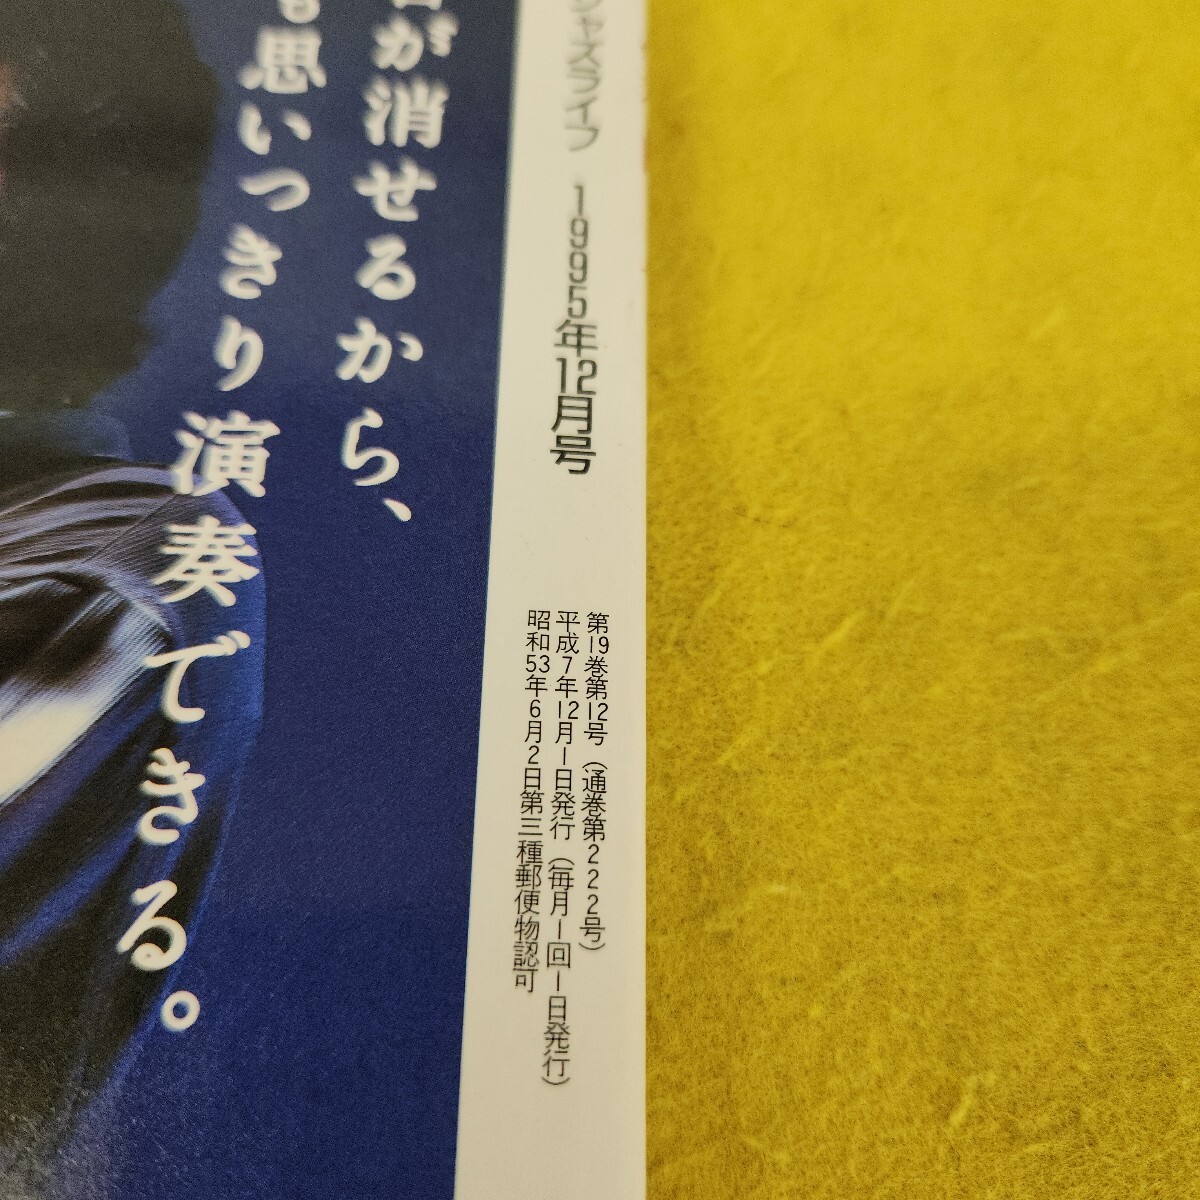 ジャズライフ 1995年12月号
第19巻第12号（通巻第222号）
平成7年12月1日発行（毎月1回1日発行）
昭和53年6月2日第三種郵便物認可
が消せるから、
も思いっきり演奏できる。